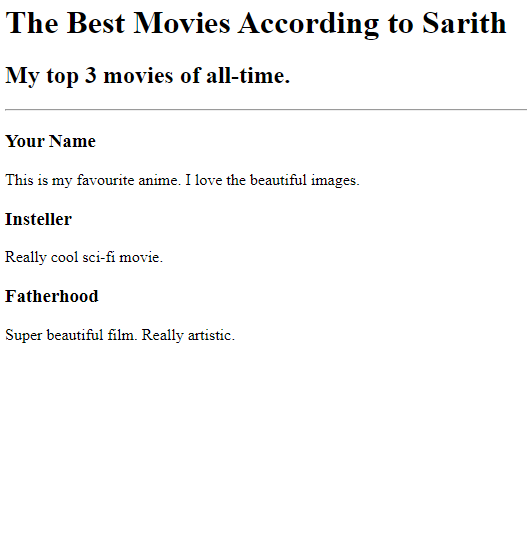 The Best Movies According to Sarith
My top 3 movies of all-time.
Your Name
This is my favourite anime. I love the beautiful images.
Insteller
Really cool sci-fi movie.
Fatherhood
Super beautiful film. Really artistic.